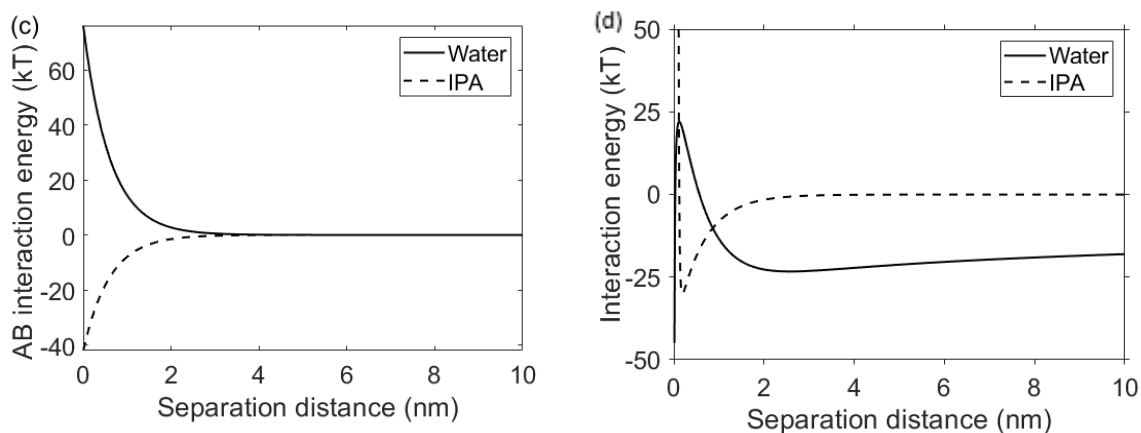 (c)
AB interaction energy (kT)
60
40
20
0
-20
-40
Water
IPA
0 2 4 6 8 10
Separation distance (nm)
(d)
Interaction energy (kT)
50
25
0
-25
-50
Water
IPA
0 2 4 6 8 10
Separation distance (nm)